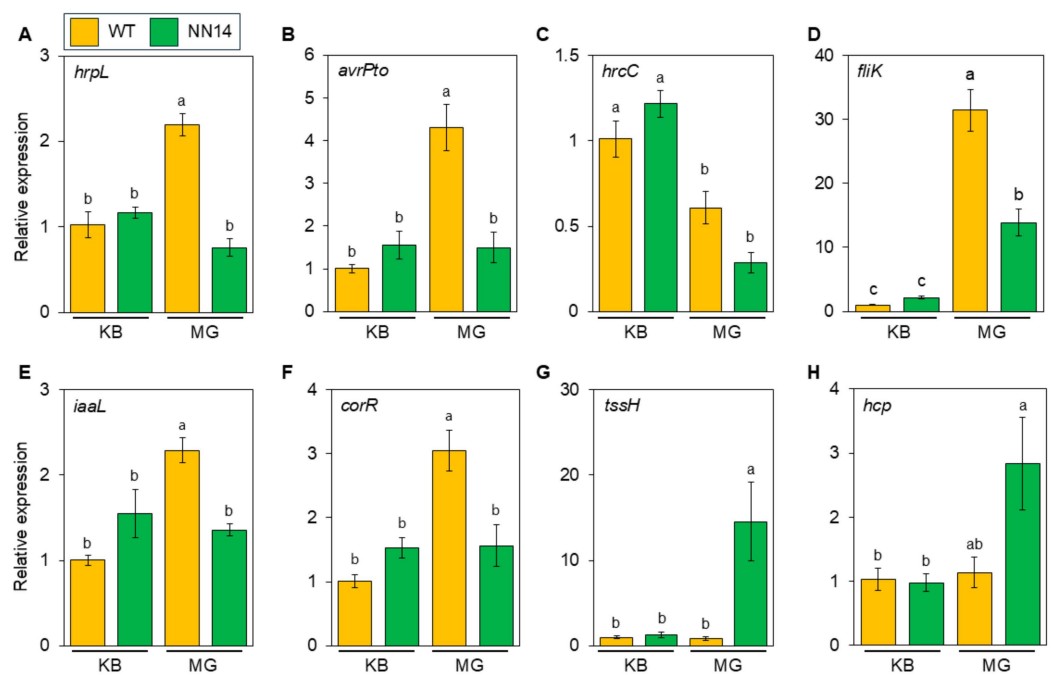 WT NN14
A
hrpL
3
2
1
0
Relative expression
b
b
a
b
KB MG
B
avrPto
6
5
4
3
2
1
0
b
b
a
b
KB MG
C
hrcC
1.5
1
0.5
0
a
a
b
b
KB MG
D
fliK
40
30
20
10
0
c
c
a
b
KB MG
E
iaaL
3
2
1
0
Relative expression
b
b
a
b
KB MG
F
corR
4
3
2
1
0
b
b
a
b
KB MG
G
tssH
30
20
10
0
b
b
b
a
KB MG
H
hcp
4
3
2
1
0
b
b
ab
a
KB MG